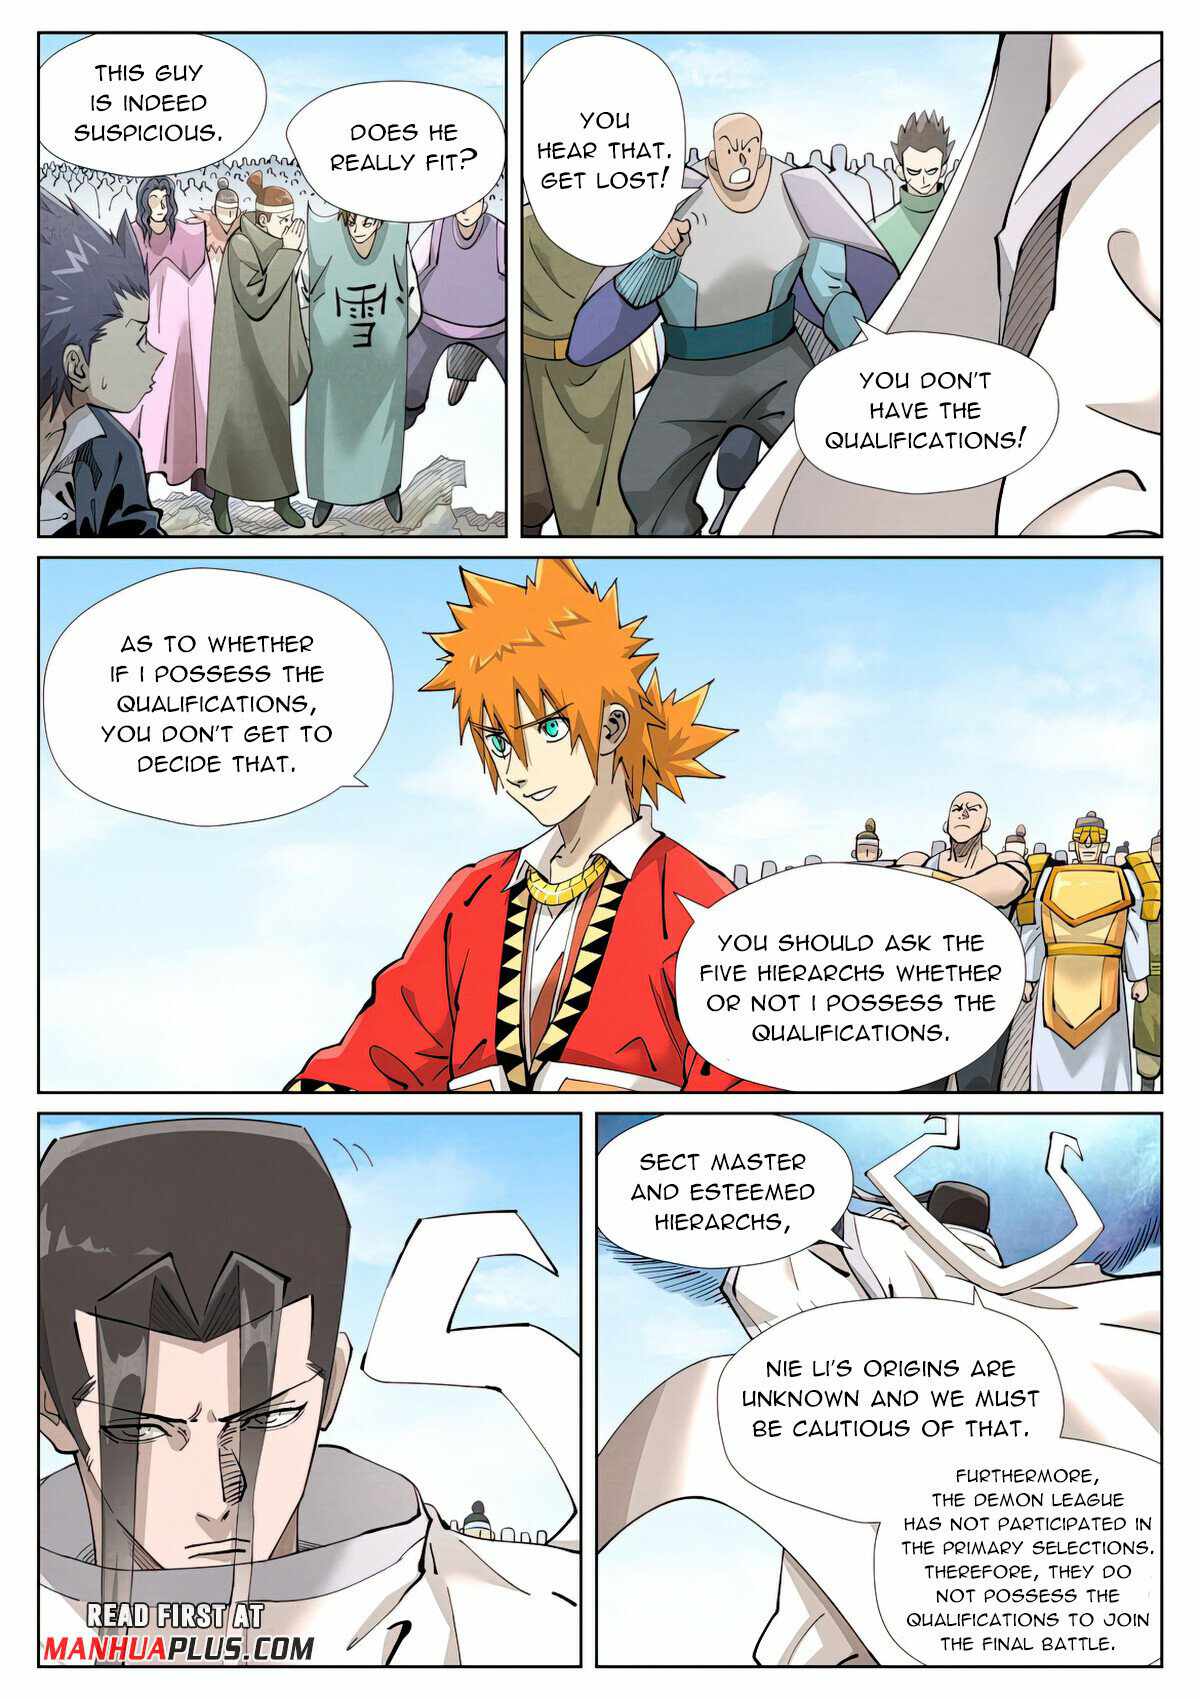 THIS GUY
IS INDEED
SUSPICIOUS.
DOES HE
REALLY FIT?
雪
YOU
HEAR THAT.
GET LOST!
YOU DON'T
HAVE THE
QUALIFICATIONS!
AS TO WHETHER
IF I POSSESS THE
QUALIFICATIONS,
YOU DON'T GET TO
DECIDE THAT.
YOU SHOULD ASK THE
FIVE HIERARCHS WHETHER
OR NOT I POSSESS THE
QUALIFICATIONS.
SECT MASTER
AND ESTEEMED
HIERARCHS,
NIE LI'S ORIGINS ARE
UNKNOWN AND WE MUST
BE CAUTIOUS OF THAT.
FURTHERMORE,
THE DEMON LEAGUE
HAS NOT PARTICIPATED IN
THE PRIMARY SELECTIONS.
THEREFORE, THEY DO
NOT POSSESS THE
QUALIFICATIONS TO JOIN
THE FINAL BATTLE.
READ FIRST AT
MANHUAPLUS.COM